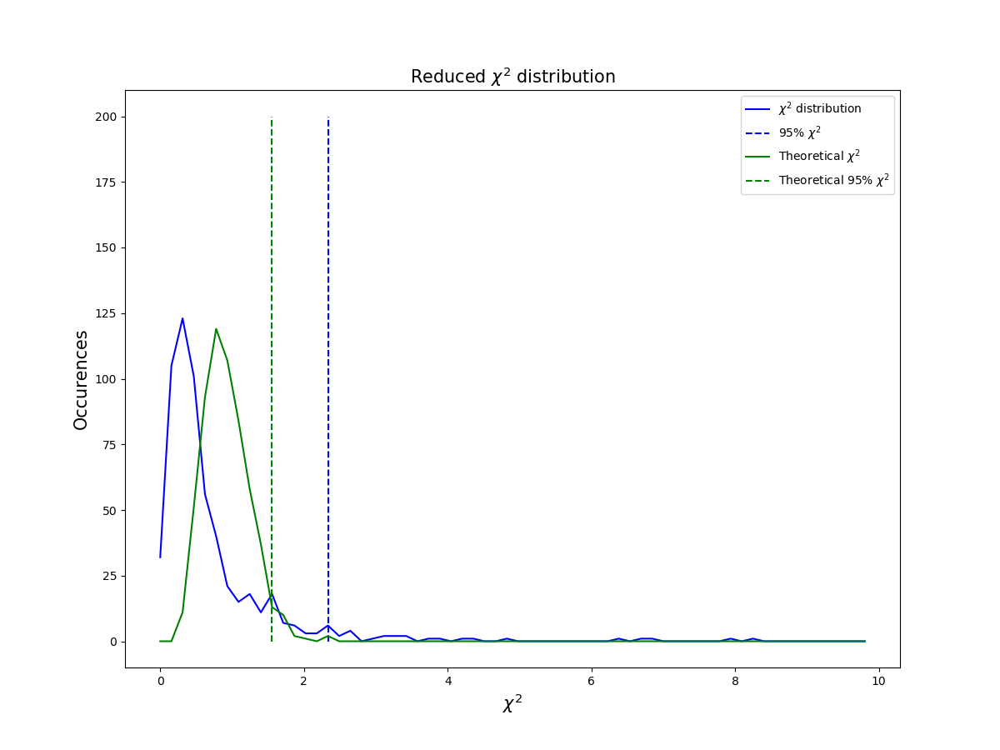 Reduced χ² distribution
χ² distribution
95% χ²
Theoretical χ²
Theoretical 95% χ²
Occurences
200
175
150
125
100
75
50
25
0
0 2 4 6 8 10
χ²